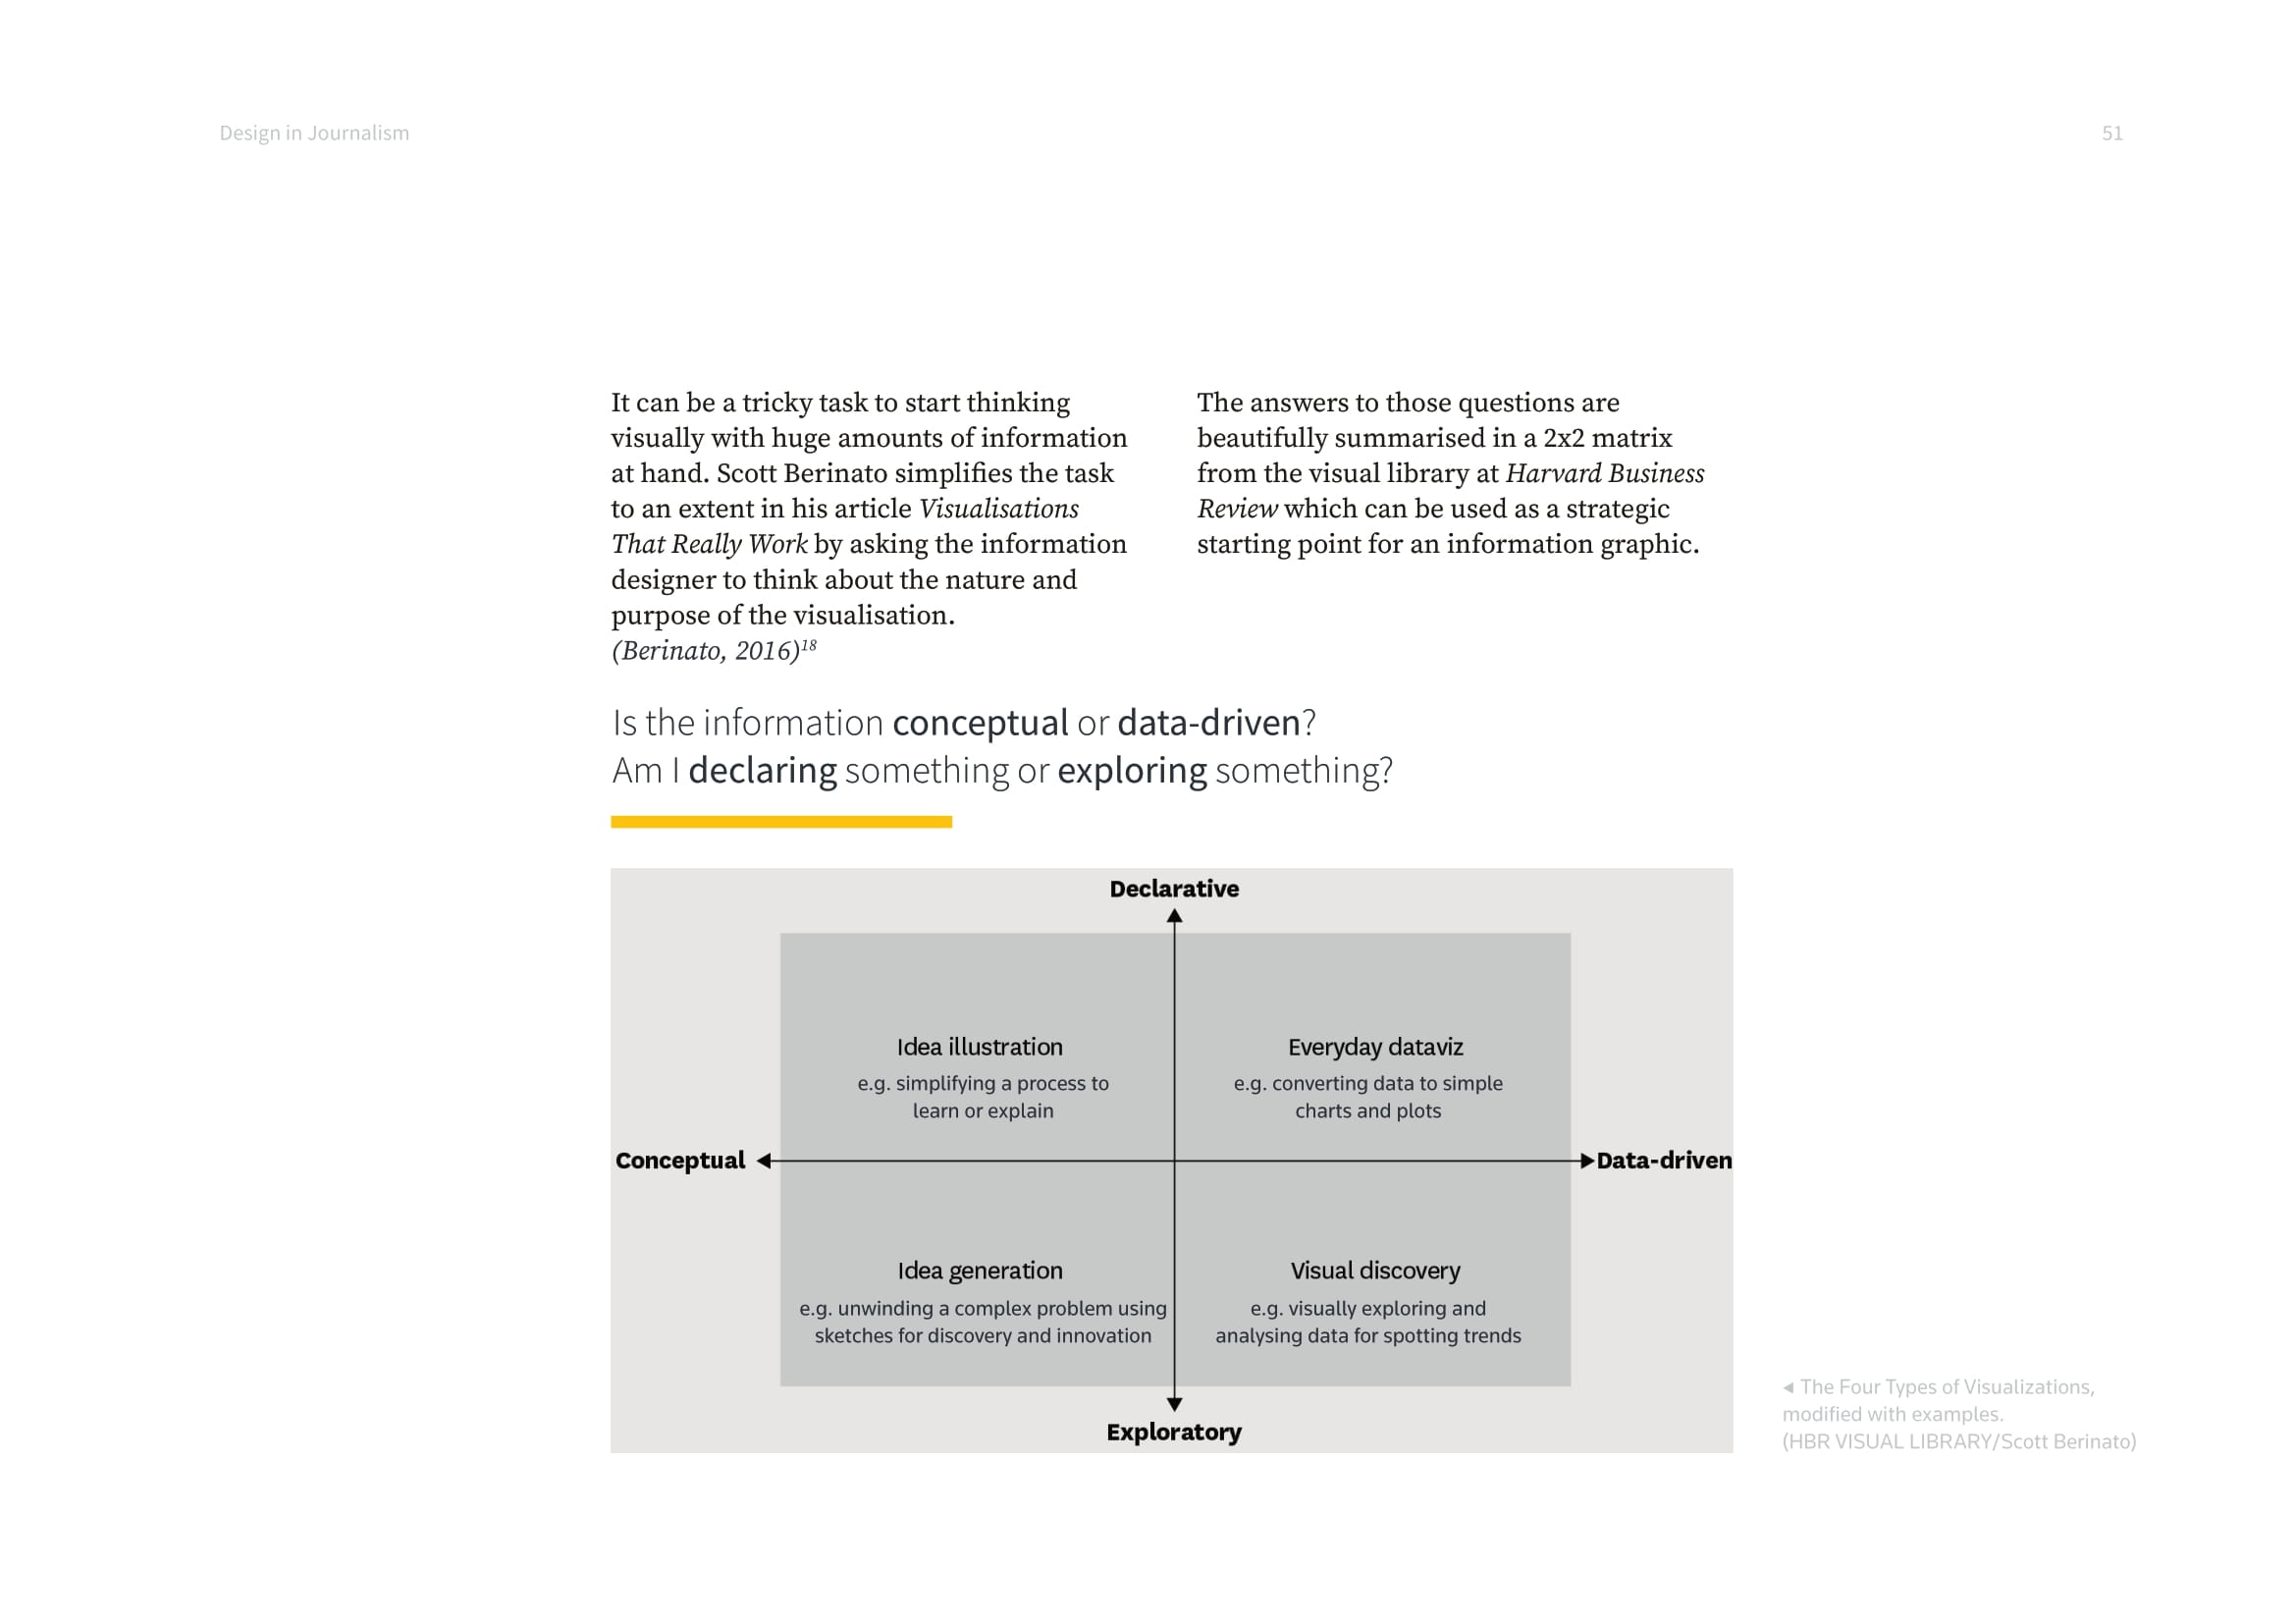 Design in Journalism
51
It can be a tricky task to start thinking
visually with huge amounts of information
at hand. Scott Berinato simplifies the task
to an extent in his article Visualisations
That Really Work by asking the information
designer to think about the nature and
purpose of the visualisation.
(Berinato, 2016)18
The answers to those questions are
beautifully summarised in a 2x2 matrix
from the visual library at Harvard Business
Review which can be used as a strategic
starting point for an information graphic.
Is the information conceptual or data-driven?
Am I declaring something or exploring something?
Declarative
Idea illustration
e.g. simplifying a process to
learn or explain
Everyday dataviz
e.g. converting data to simple
charts and plots
Conceptual
Data-driven
Idea generation
e.g. unwinding a complex problem using
sketches for discovery and innovation
Visual discovery
e.g. visually exploring and
analysing data for spotting trends
Exploratory
◄ The Four Types of Visualizations,
modified with examples.
(HBR VISUAL LIBRARY/Scott Berinato)